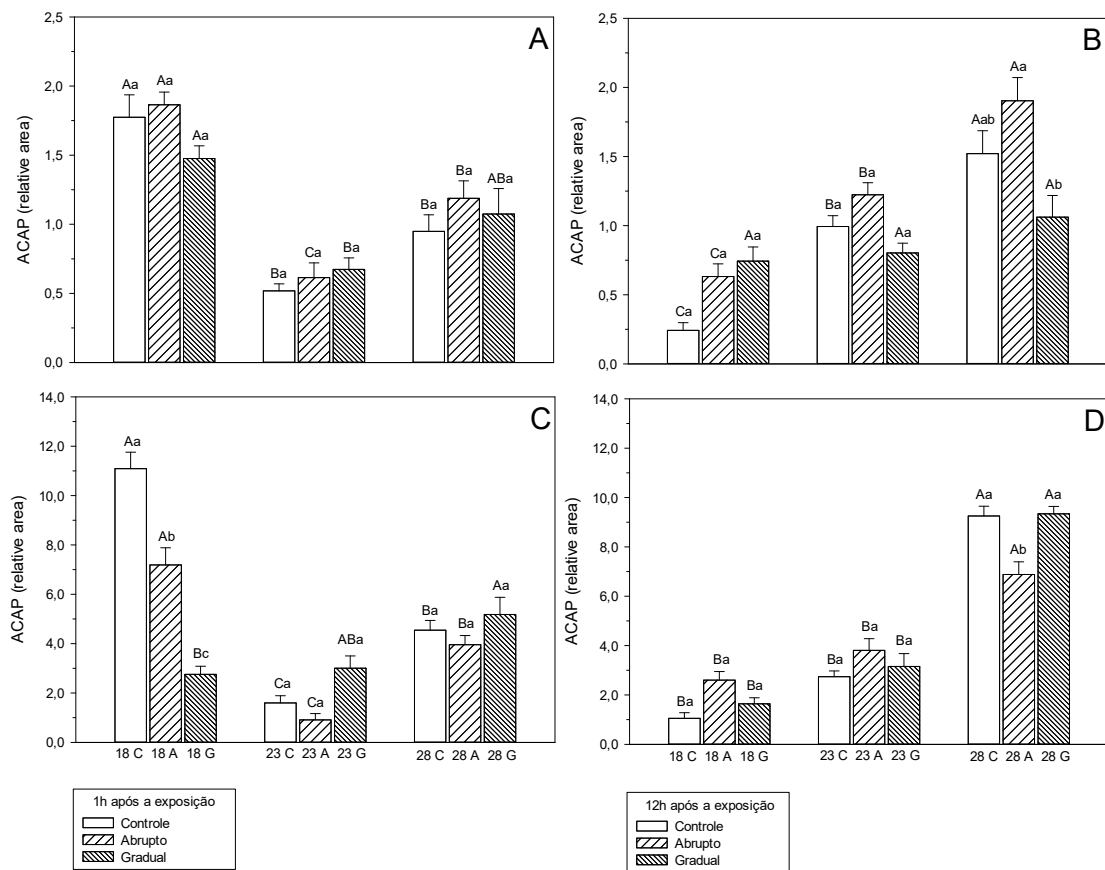 A
ACAP (relative area)
2,5
2,0
1,5
1,0
0,5
0,0
Aa Aa Aa
Ba Ca Ba
Ba Ba ABa
B
ACAP (relative area)
2,5
2,0
1,5
1,0
0,5
0,0
Ca Ca Aa
Ba Ba Aa
Aab Aa Ab
C
ACAP (relative area)
14,0
12,0
10,0
8,0
6,0
4,0
2,0
0,0
Aa Ab Bc
Ca Ca ABa
Ba Ba Aa
18 C 18 A 18 G 23 C 23 A 23 G 28 C 28 A 28 G
D
ACAP (relative area)
14,0
12,0
10,0
8,0
6,0
4,0
2,0
0,0
Ba Ba Ba
Ba Ba Ba
Aa Ab Aa
18 C 18 A 18 G 23 C 23 A 23 G 28 C 28 A 28 G
1h após a exposição
Controle
Abrupto
Gradual
12h após a exposição
Controle
Abrupto
Gradual